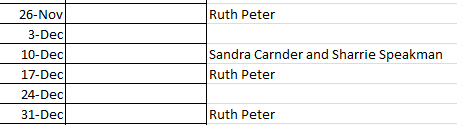 26-Nov Ruth Peter
3-Dec
10-Dec Sandra Carnder and Sharrie Speakman
17-Dec Ruth Peter
24-Dec
31-Dec Ruth Peter